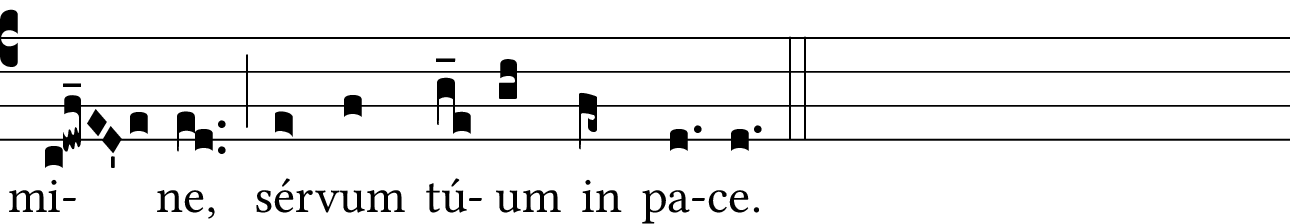 mi- ne, sérvum tú- um in pa-ce.